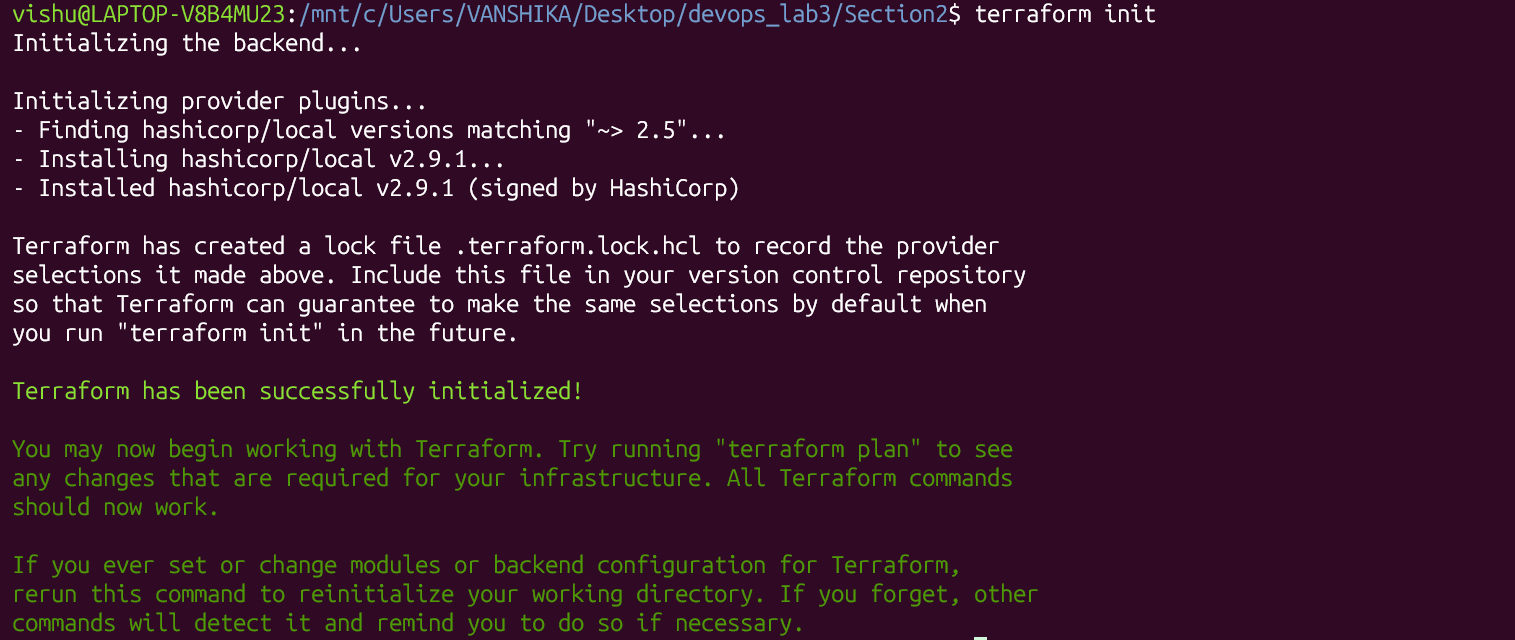 vishu@LAPTOP-V8B4MU23:/mnt/c/Users/VANSHIKA/Desktop/devops_lab3/Section2$ terraform init
Initializing the backend...
Initializing provider plugins...
- Finding hashicorp/local versions matching "~> 2.5"...
- Installing hashicorp/local v2.9.1...
- Installed hashicorp/local v2.9.1 (signed by HashiCorp)
Terraform has created a lock file .terraform.lock.hcl to record the provider
selections it made above. Include this file in your version control repository
so that Terraform can guarantee to make the same selections by default when
you run "terraform init" in the future.
Terraform has been successfully initialized!
You may now begin working with Terraform. Try running "terraform plan" to see
any changes that are required for your infrastructure. All Terraform commands
should now work.
If you ever set or change modules or backend configuration for Terraform,
rerun this command to reinitialize your working directory. If you forget, other
commands will detect it and remind you to do so if necessary.